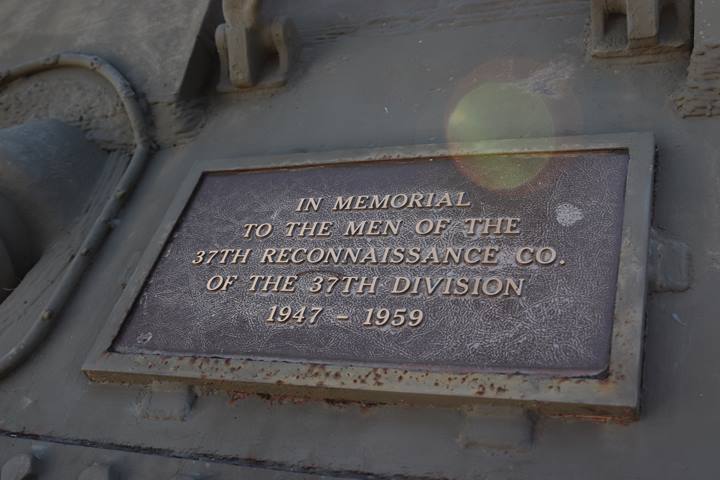 IN MEMORIAL
TO THE MEN OF THE
37TH RECONNAISSANCE CO.
OF THE 37TH DIVISION
1947 - 1959